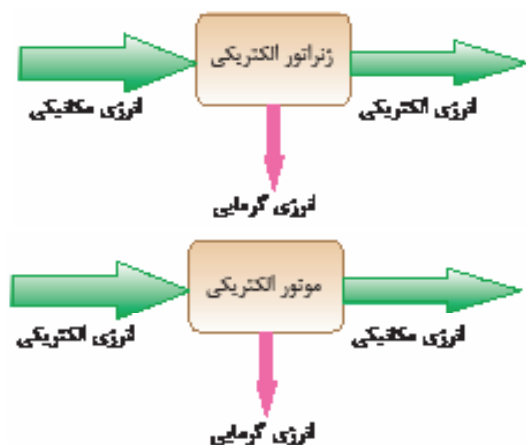 ژنراتور الکتریکی
انرژی مکانیکی
انرژی الکتریکی
انرژی گرمایی
موتور الکتریکی
انرژی الکتریکی
انرژی مکانیکی
انرژی گرمایی